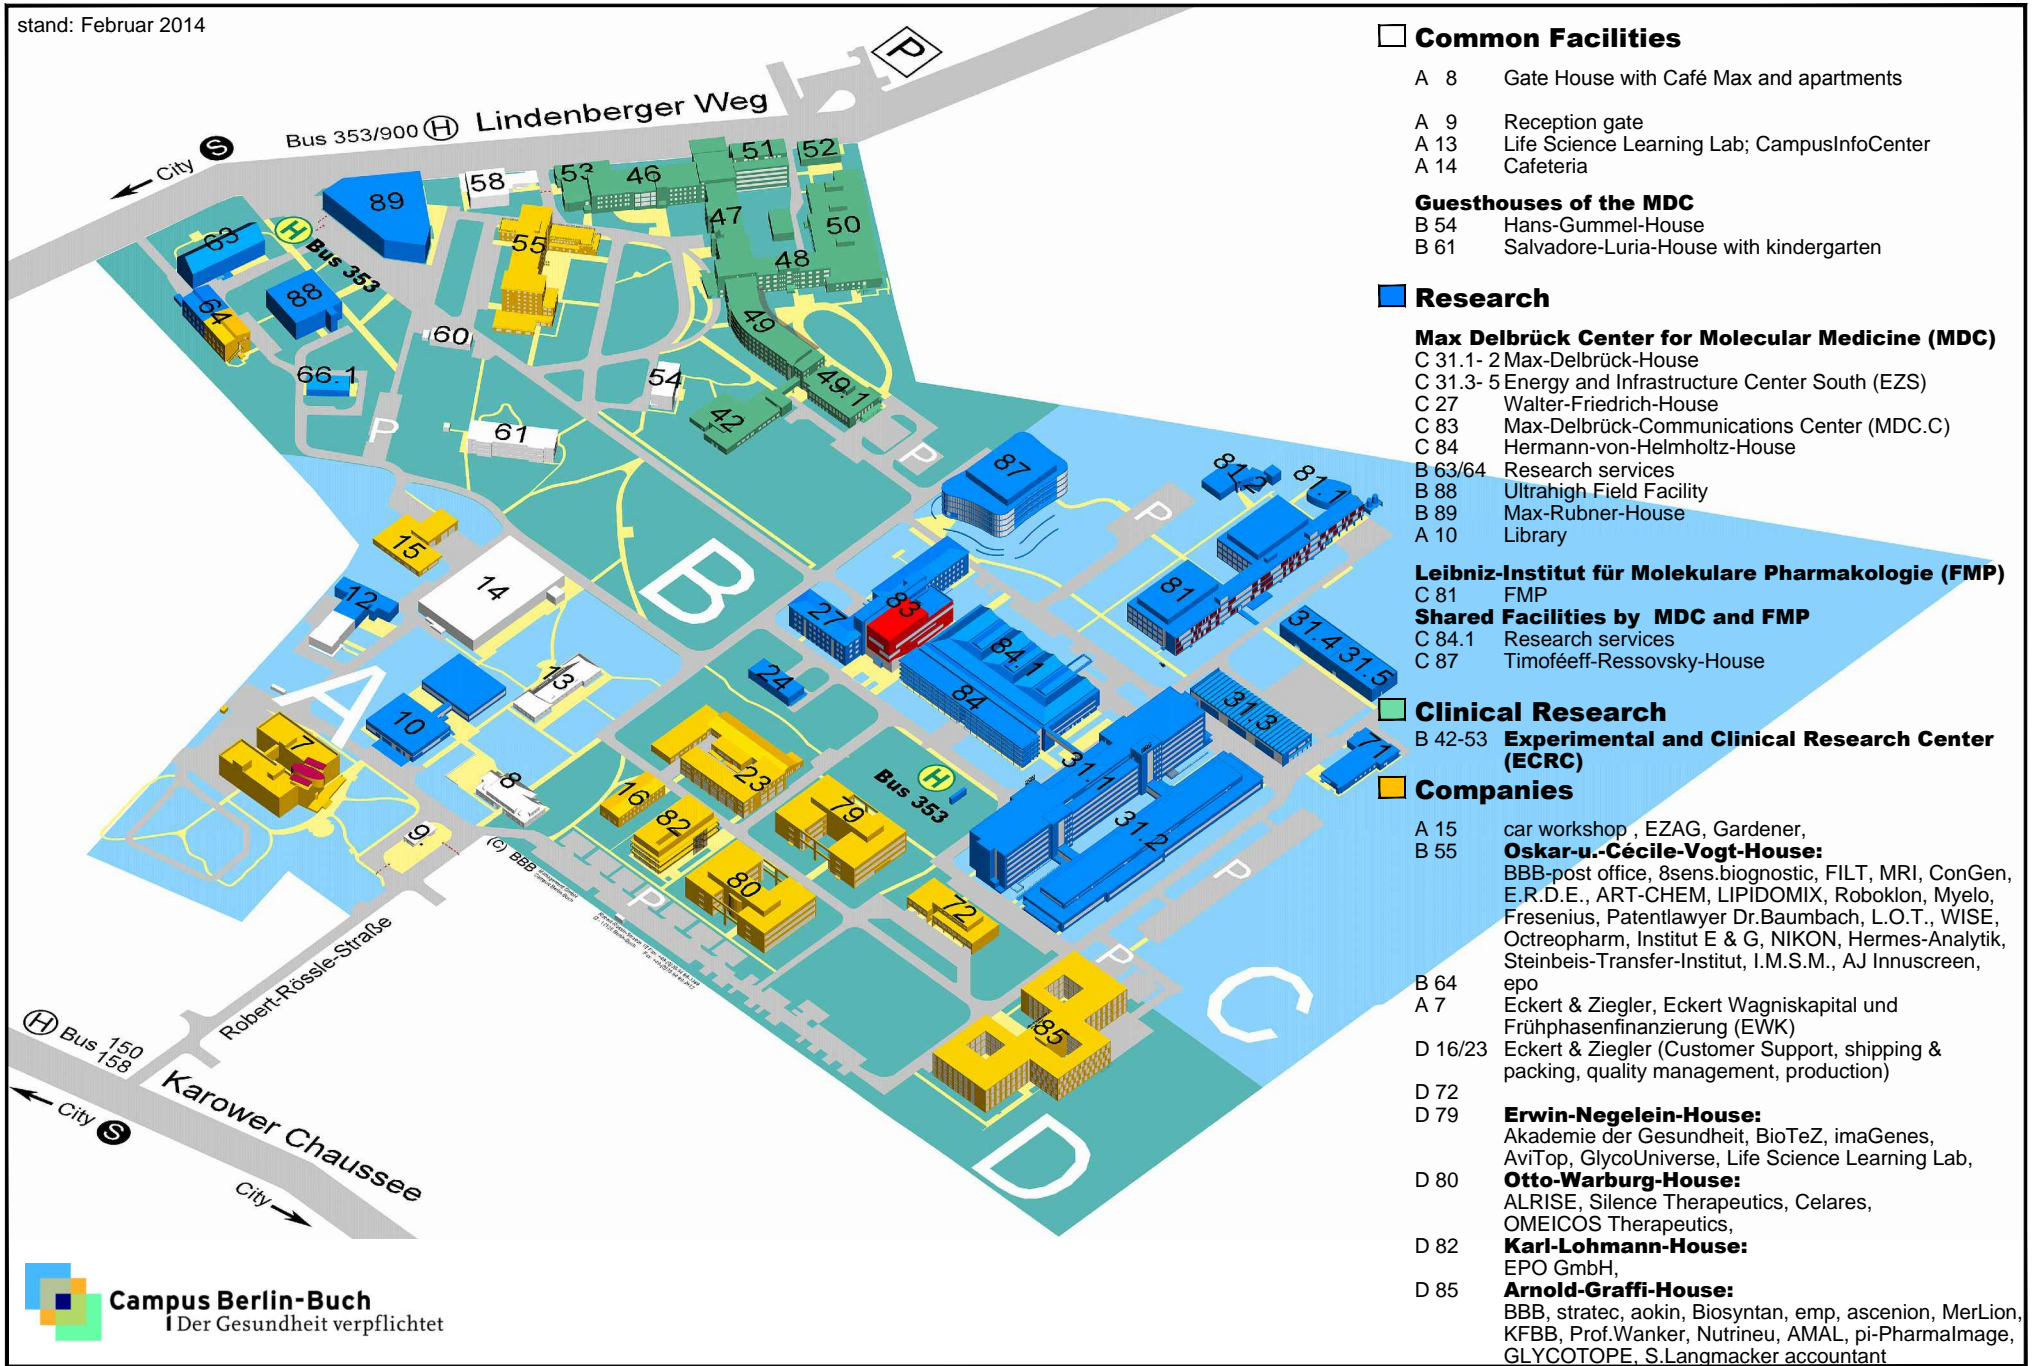 stand: Februar 2014
P
Lindenberger Weg
Bus 353/900 H
City S
Bus 353
H
89
58
53
46
51
52
63
55
47
50
48
88
64
60
49
66.1
54
49.1
42
P
61
P
87
81.2
81.1
P
15
14
12
B
83
27
81
84.1
31.4 31.5
13
24
84
31.3
A
10
7
71
8
23
31.1
H
Bus 353
16
79
82
31.2
9
P
(C) BBB
80
P
72
P
C
85
D
Robert-Rössle-Straße
H Bus 150
158
Karower Chaussee
City S
City
Campus Berlin-Buch
Der Gesundheit verpflichtet
Common Facilities
A 8 Gate House with Café Max and apartments
A 9 Reception gate
A 13 Life Science Learning Lab; CampusInfoCenter
A 14 Cafeteria
Guesthouses of the MDC
B 54 Hans-Gummel-House
B 61 Salvadore-Luria-House with kindergarten
Research
Max Delbrück Center for Molecular Medicine (MDC)
C 31.1- 2 Max-Delbrück-House
C 31.3- 5 Energy and Infrastructure Center South (EZS)
C 27 Walter-Friedrich-House
C 83 Max-Delbrück-Communications Center (MDC.C)
C 84 Hermann-von-Helmholtz-House
B 63/64 Research services
B 88 Ultrahigh Field Facility
B 89 Max-Rubner-House
A 10 Library
Leibniz-Institut für Molekulare Pharmakologie (FMP)
C 81 FMP
Shared Facilities by MDC and FMP
C 84.1 Research services
C 87 Timoféeff-Ressovsky-House
Clinical Research
B 42-53 Experimental and Clinical Research Center
(ECRC)
Companies
A 15 car workshop , EZAG, Gardener,
B 55 Oskar-u.-Cécile-Vogt-House:
BBB-post office, 8sens.biognostic, FILT, MRI, ConGen,
E.R.D.E., ART-CHEM, LIPIDOMIX, Roboklon, Myelo,
Fresenius, Patentlawyer Dr.Baumbach, L.O.T., WISE,
Octreopharm, Institut E & G, NIKON, Hermes-Analytik,
Steinbeis-Transfer-Institut, I.M.S.M., AJ Innuscreen,
B 64 epo
A 7 Eckert & Ziegler, Eckert Wagniskapital und
Frühphasenfinanzierung (EWK)
D 16/23 Eckert & Ziegler (Customer Support, shipping &
packing, quality management, production)
D 72
D 79 Erwin-Negelein-House:
Akademie der Gesundheit, BioTeZ, imaGenes,
AviTop, GlycoUniverse, Life Science Learning Lab,
D 80 Otto-Warburg-House:
ALRISE, Silence Therapeutics, Celares,
OMEICOS Therapeutics,
D 82 Karl-Lohmann-House:
EPO GmbH,
D 85 Arnold-Graffi-House:
BBB, stratec, aokin, Biosyntan, emp, ascenion, MerLion,
KFBB, Prof.Wanker, Nutrineu, AMAL, pi-PharmaImage,
GLYCOTOPE, S.Langmacker accountant